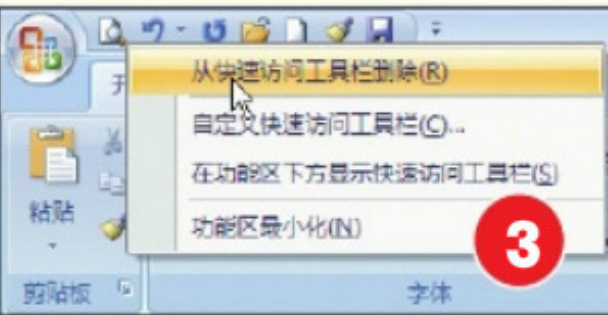 从快速访问工具栏删除(R)
开
自定义快速访问工具栏(C)...
在功能区下方显示快速访问工具栏(S)
粘贴
功能区最小化(N)
3
剪贴板
字体